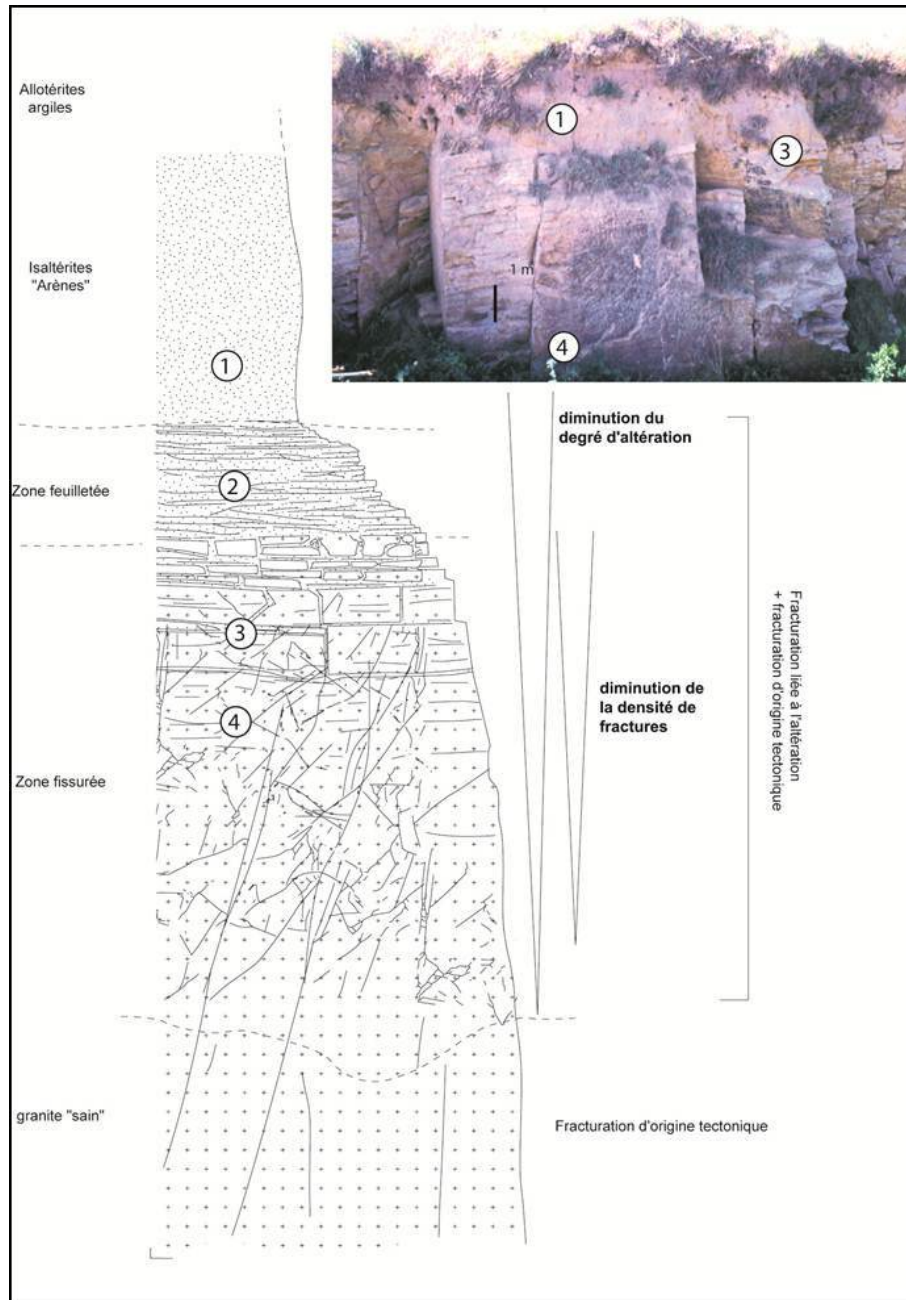 Allotérites
argiles
1
3
1 m
4
Isaltérites
"Arènes"
1
diminution du
degré d'altération
Zone feuilletée
2
3
4
diminution de
la densité de
fractures
Fracturation liée à l'altération
+ fracturation d'origine tectonique
Zone fissurée
granite "sain"
Fracturation d'origine tectonique